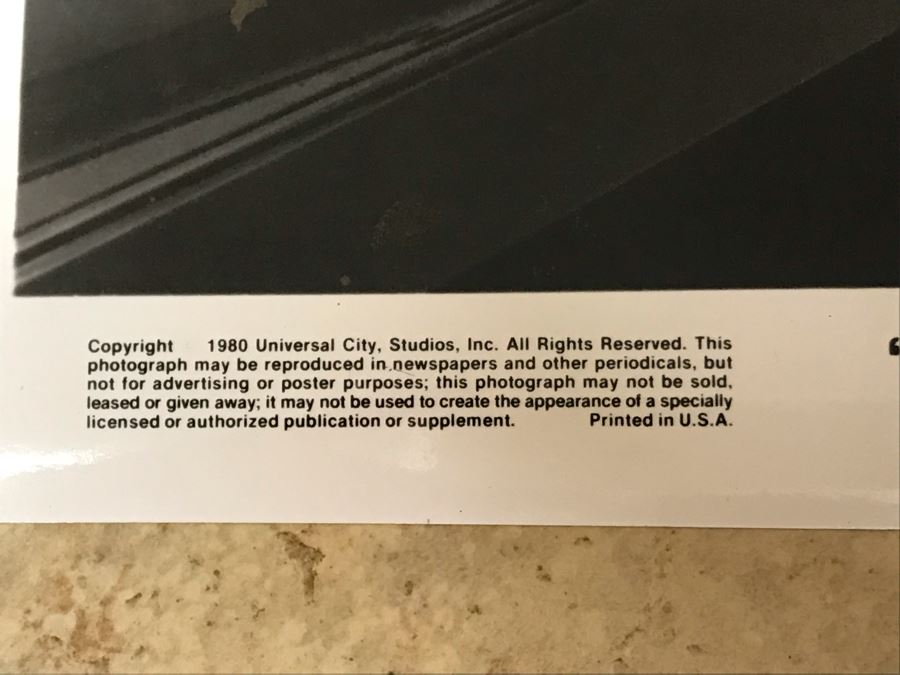 Copyright 1980 Universal City, Studios, Inc. All Rights Reserved. This
photograph may be reproduced in newspapers and other periodicals, but
not for advertising or poster purposes; this photograph may not be sold,
leased or given away; it may not be used to create the appearance of a specially
licensed or authorized publication or supplement. Printed in U.S.A.